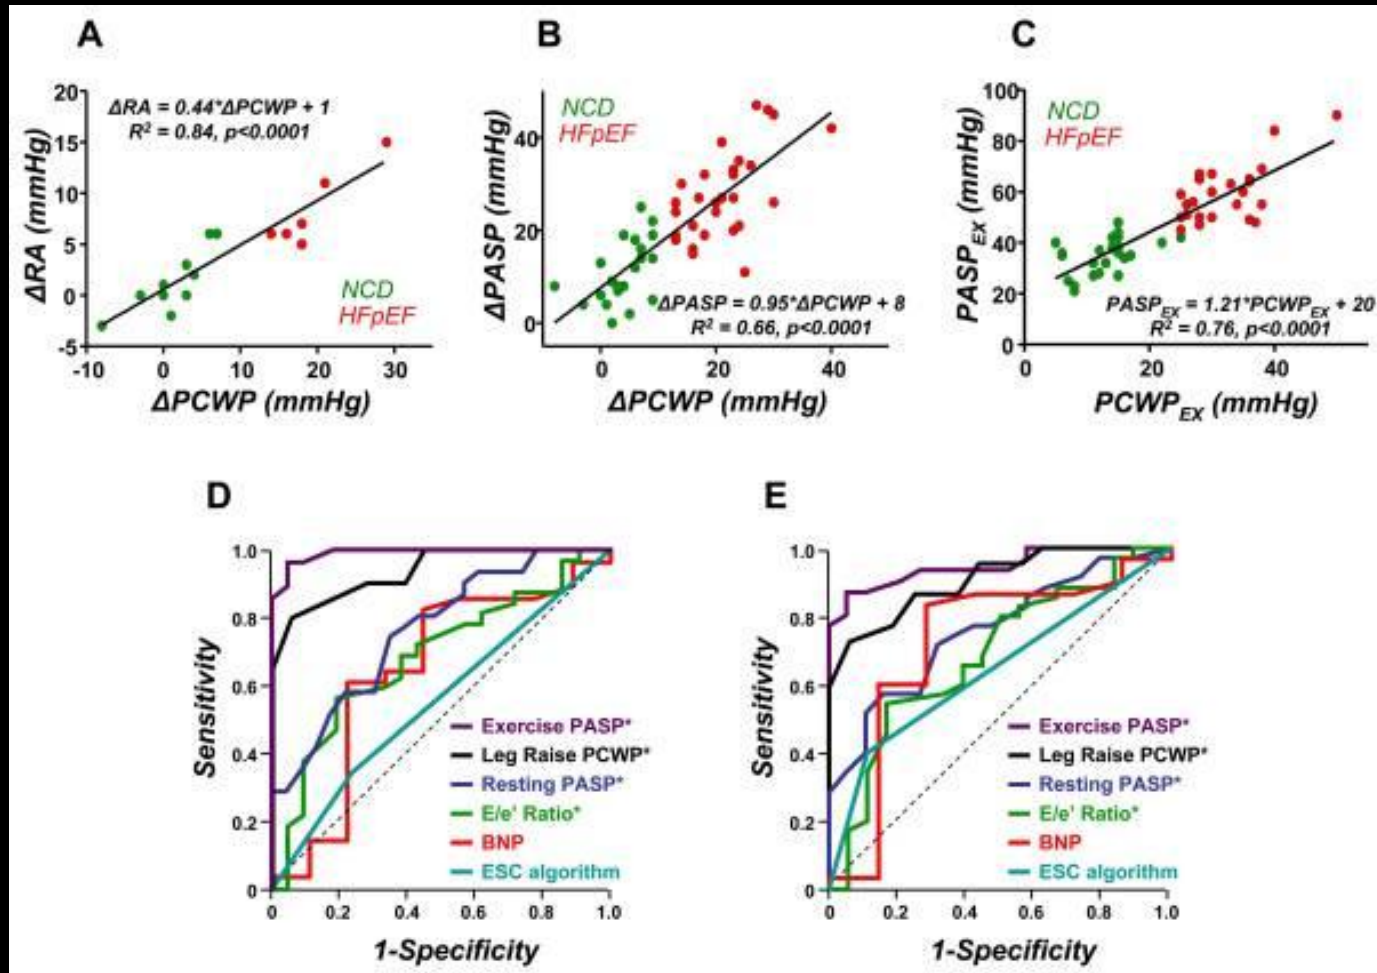 A
20
15
10
5
0
-5
ΔRA (mmHg)
ΔRA = 0.44*ΔPCWP + 1
R² = 0.84, p<0.0001
NCD
HFpEF
-10 0 10 20 30
ΔPCWP (mmHg)
B
40
20
0
ΔPASP (mmHg)
NCD
HFpEF
ΔPASP = 0.95*ΔPCWP + 8
R² = 0.66, p<0.0001
0 20 40
ΔPCWP (mmHg)
C
100
80
60
40
20
0
PASP_EX (mmHg)
NCD
HFpEF
PASP_EX = 1.21*PCWP_EX + 20
R² = 0.76, p<0.0001
0 20 40
PCWP_EX (mmHg)
D
1.0
0.8
0.6
0.4
0.2
0
Sensitivity
Exercise PASP*
Leg Raise PCWP*
Resting PASP*
E/e' Ratio*
BNP
ESC algorithm
0 0.2 0.4 0.6 0.8 1.0
1-Specificity
E
1.0
0.8
0.6
0.4
0.2
0
Sensitivity
Exercise PASP*
Leg Raise PCWP*
Resting PASP*
E/e' Ratio*
BNP
ESC algorithm
0 0.2 0.4 0.6 0.8 1.0
1-Specificity